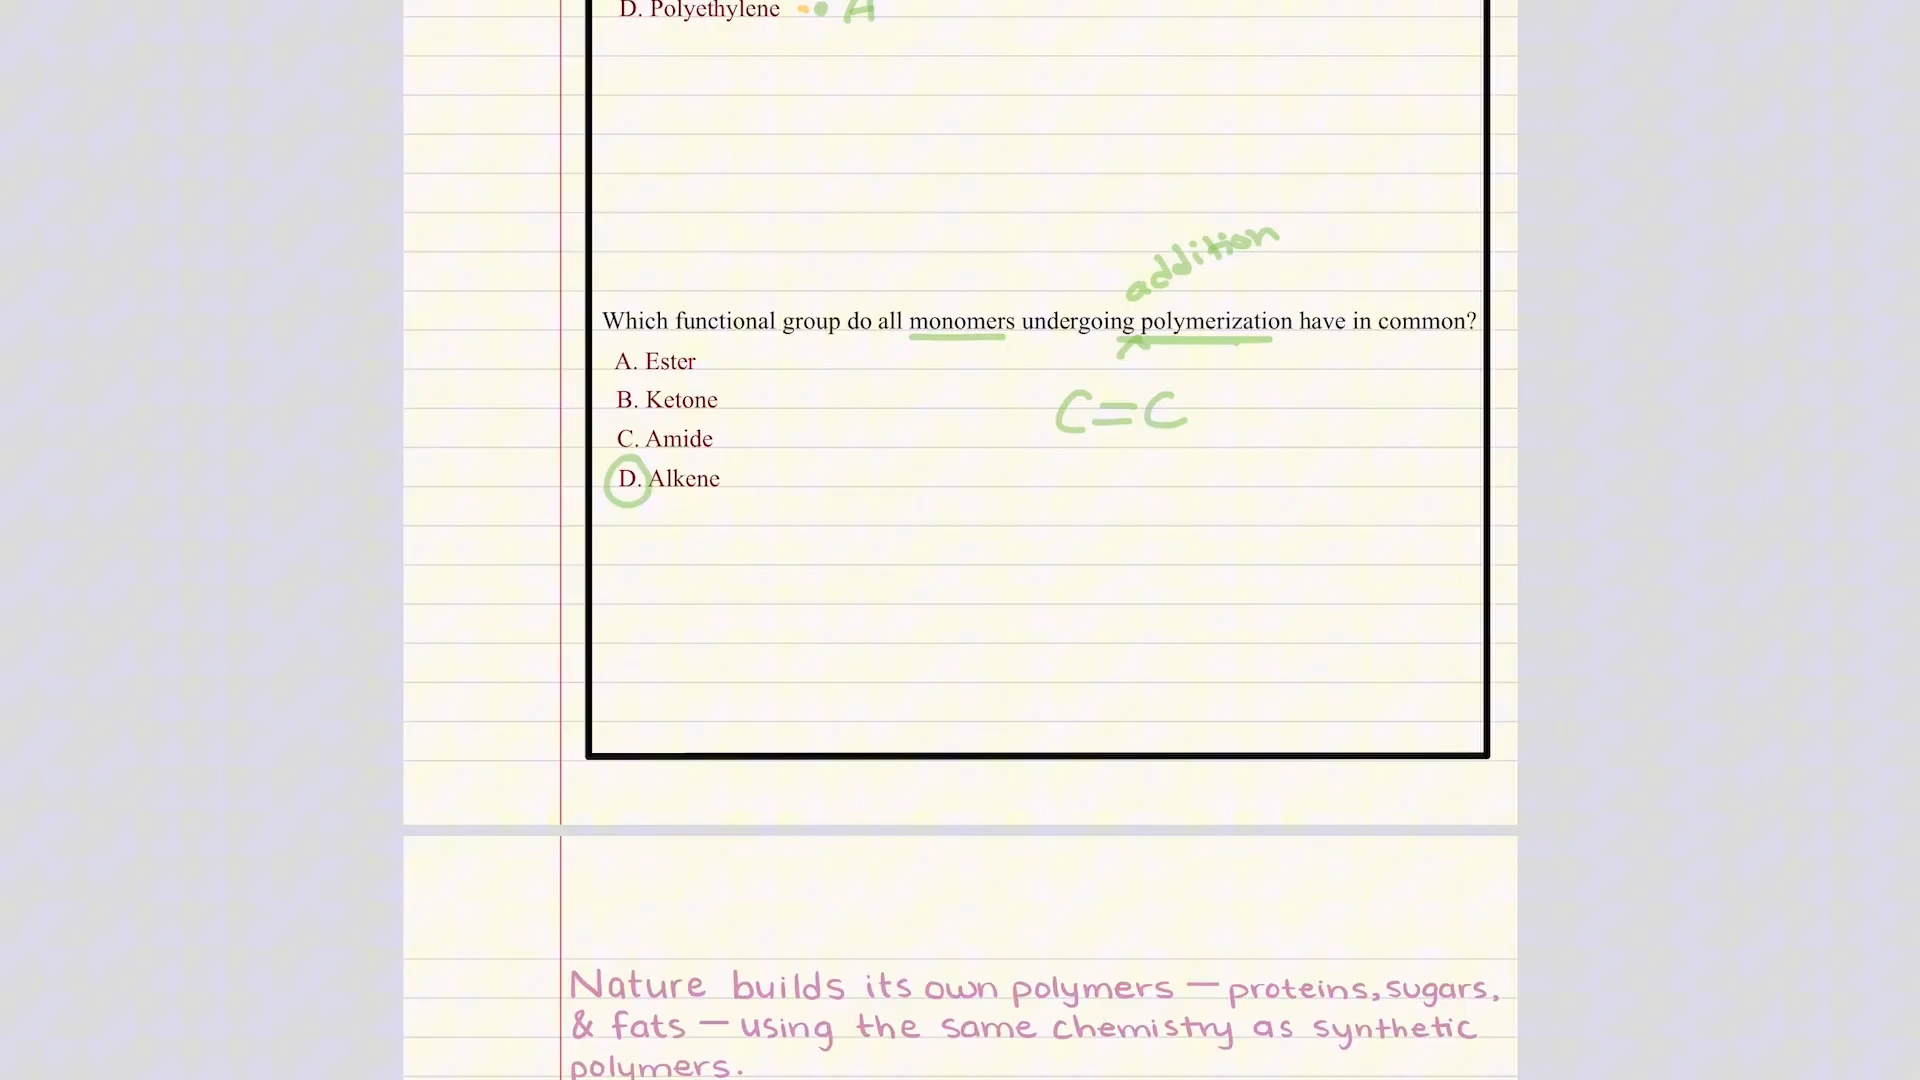 D. Polyethylene A
addition
Which functional group do all monomers undergoing polymerization have in common?
A. Ester
B. Ketone
C=C
C. Amide
D. Alkene
Nature builds its own polymers — proteins, sugars,
& fats — using the same chemistry as synthetic
polymers.